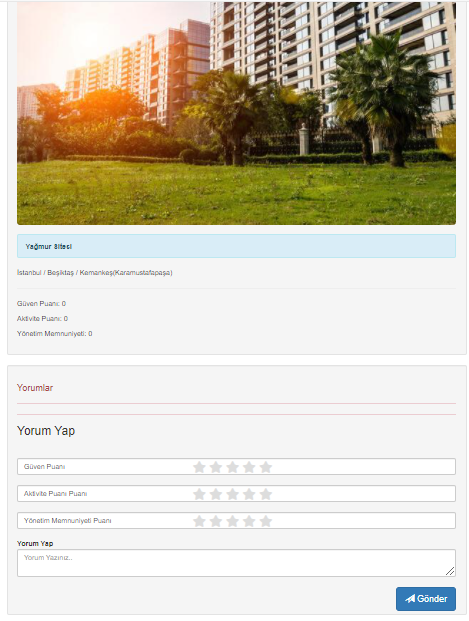 Yağmur Sitesi
İstanbul / Beşiktaş / Kemankeş(Karamustafapaşa)
Güven Puanı: 0
Aktivite Puanı: 0
Yönetim Memnuniyeti: 0
Yorumlar
Yorum Yap
Güven Puanı
Aktivite Puanı Puanı
Yönetim Memnuniyeti Puanı
Yorum Yap
Yorum Yazınız..
Gönder